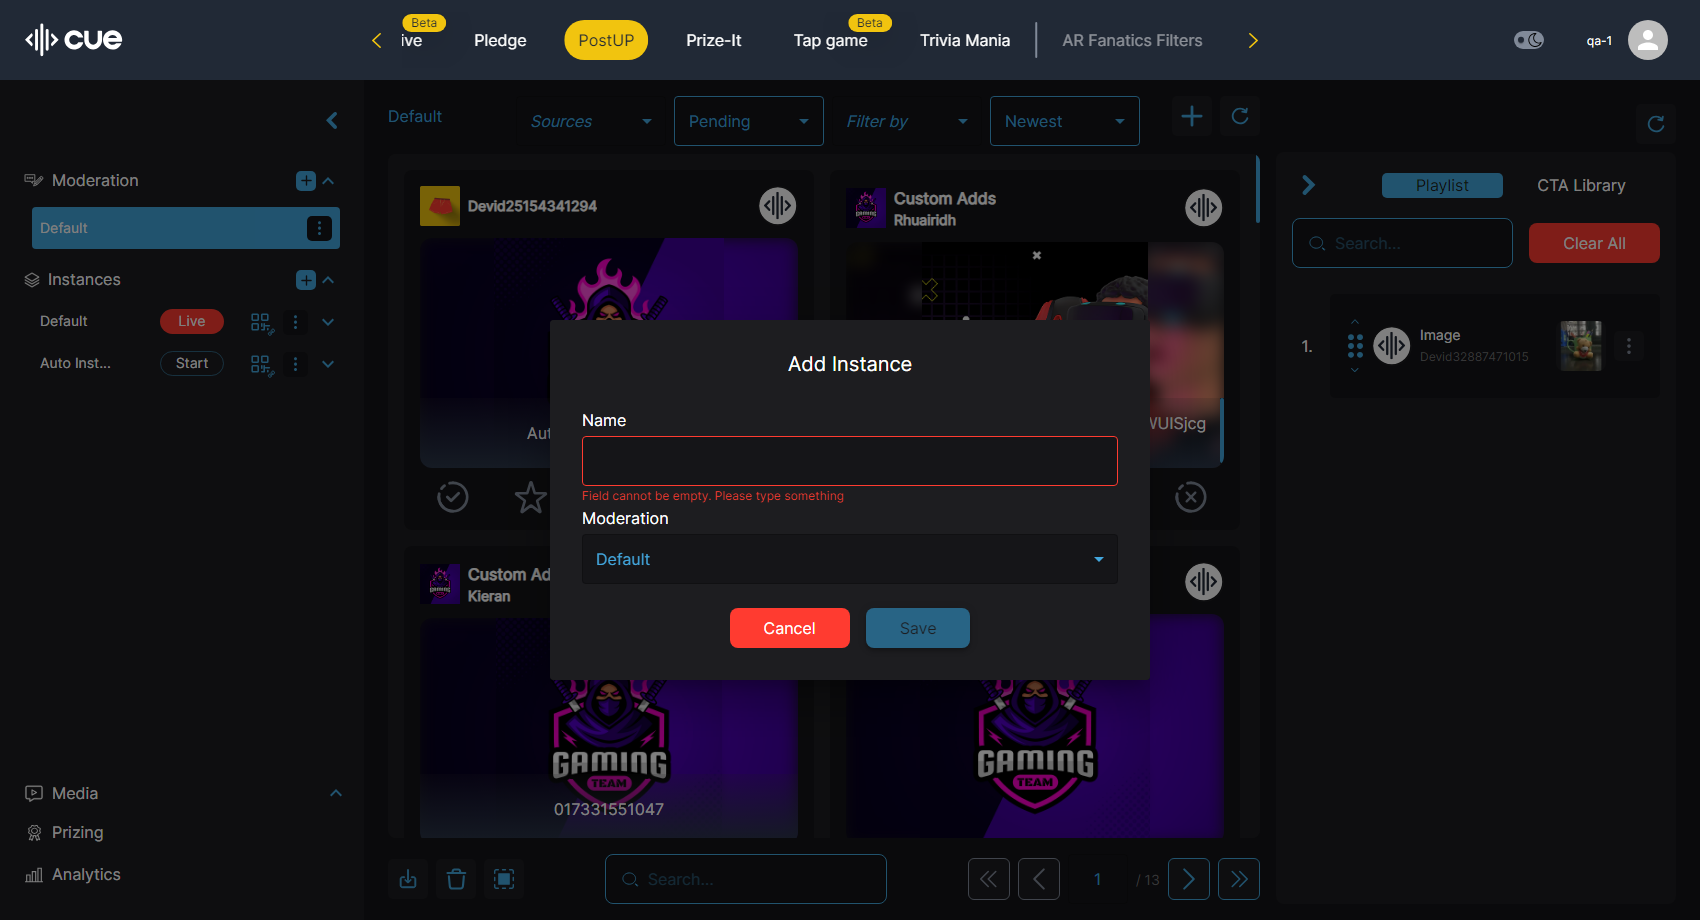 cue
Beta
ive
Pledge
PostUP
Prize-It
Beta
Tap game
Trivia Mania
AR Fanatics Filters
qa-1
Default
Sources
Pending
Filter by
Newest
Moderation
Default
Instances
Default
Live
Auto Inst...
Start
Media
Prizing
Analytics
Devid25154341294
Custom Adds
Rhuairidh
Aut
WUISjcg
Custom Ad
Kieran
GAMING
TEAM
017331551047
GAMING
TEAM
Add Instance
Name
Field cannot be empty. Please type something
Moderation
Default
Cancel
Save
Search...
1
/ 13
Playlist
CTA Library
Search...
Clear All
1.
Image
Devid32887471015